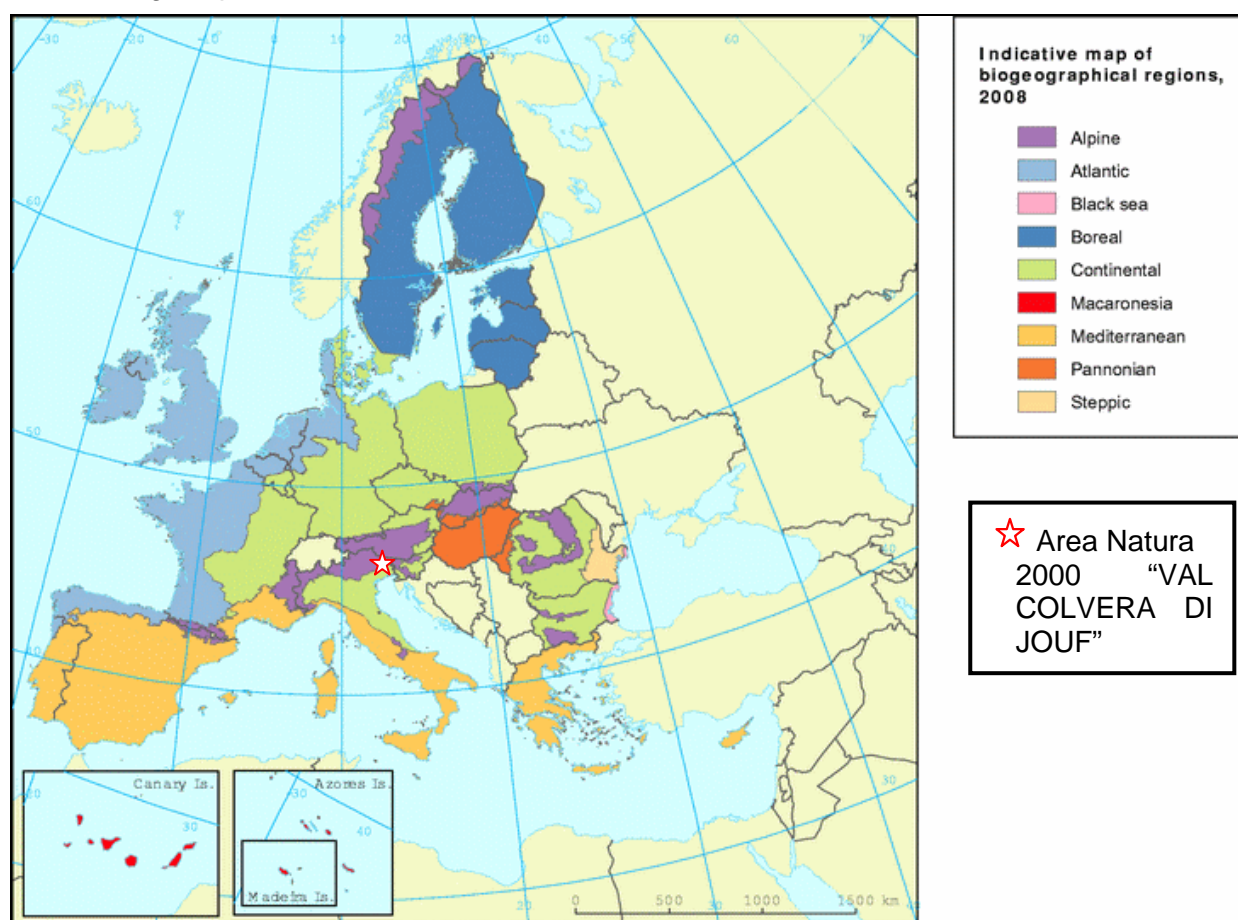 -30
-20
-10
0
10
20
30
40
50
60
70
60
50
40
40
30
20
Indicative map of
biogeographical regions,
2008
Alpine
Atlantic
Black sea
Boreal
Continental
Macaronesia
Mediterranean
Pannonian
Steppic
Area Natura
2000 “VAL
COLVERA DI
JOUF”
Canary Is.
20
30
Azores Is.
-30
40
Madeira Is.
0 500 1000 1500 km